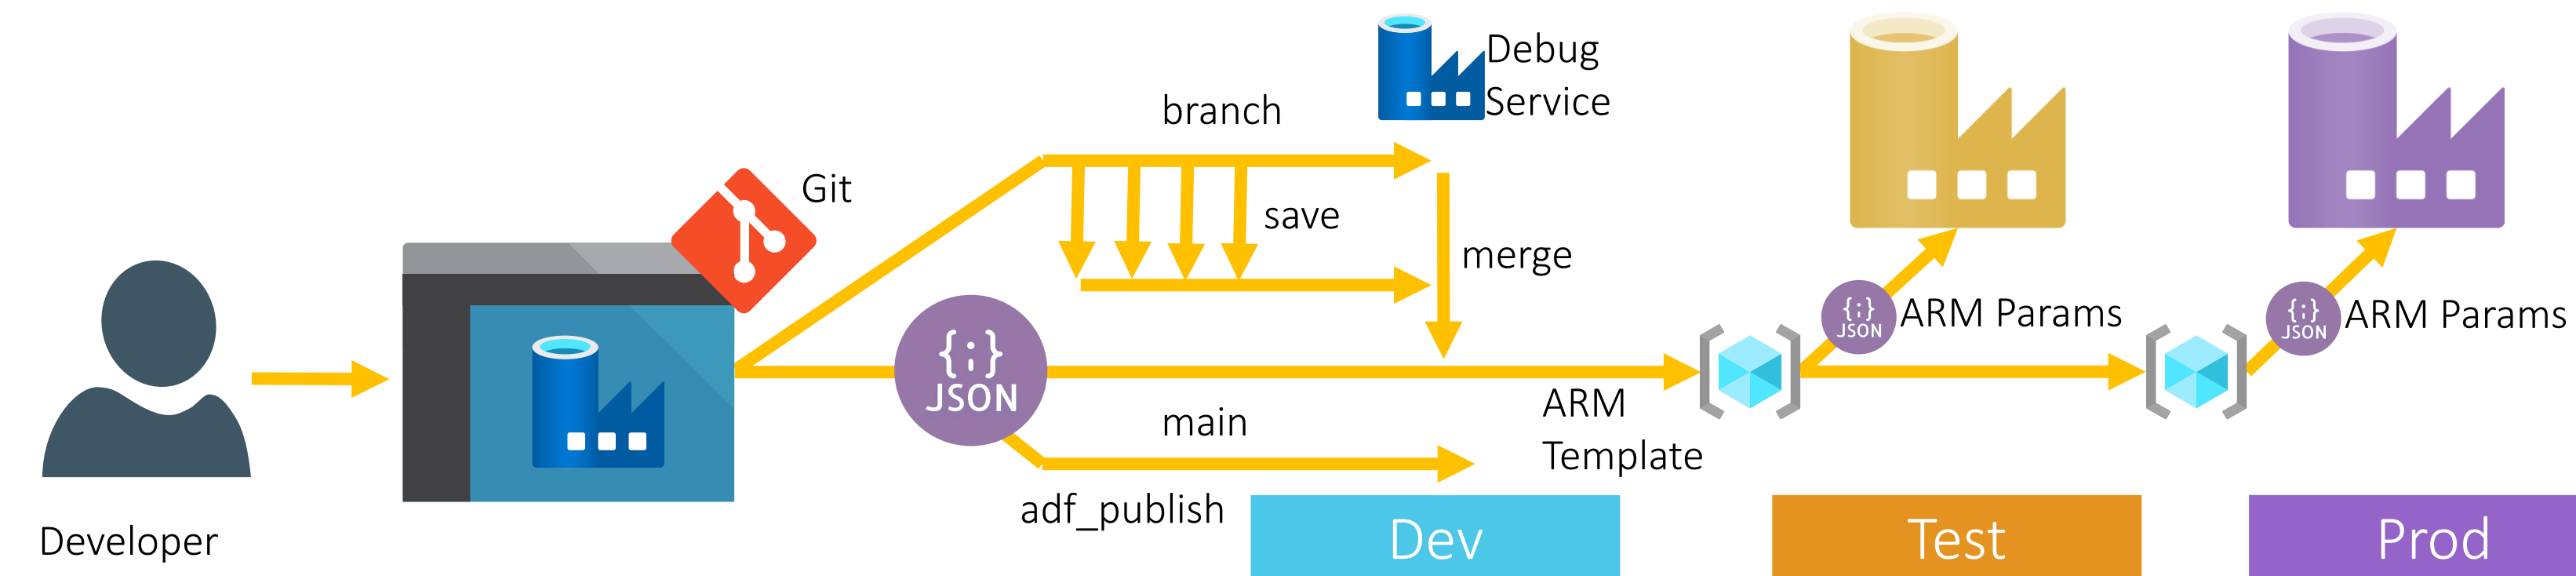 Developer
Git
branch
save
Debug
Service
merge
{;}
JSON
main
adf_publish
ARM
Template
{;}
JSON
ARM Params
{;}
JSON
ARM Params
Dev
Test
Prod